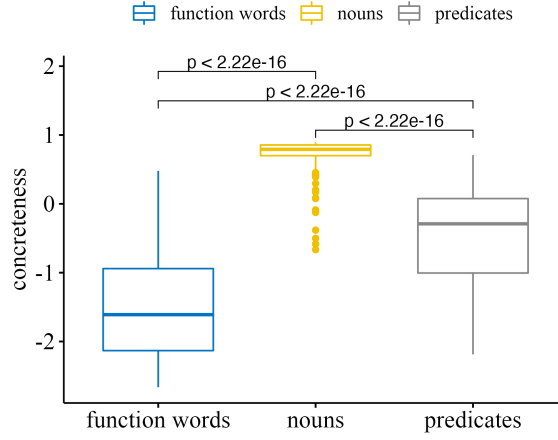 function words nouns predicates
2
p < 2.22e-16
p < 2.22e-16
1
p < 2.22e-16
0
concreteness
-1
-2
function words nouns predicates